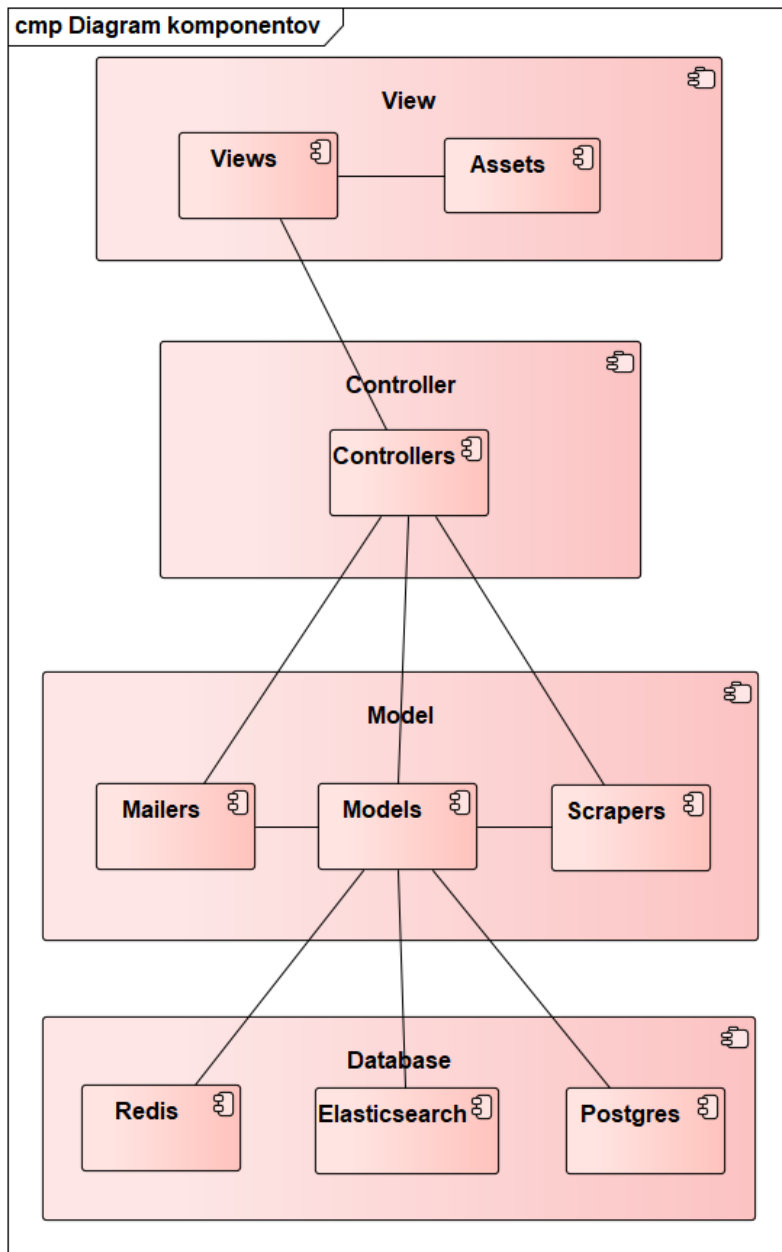 cmp Diagram komponentov
View
Views
Assets
Controller
Controllers
Model
Mailers
Models
Scrapers
Database
Redis
Elasticsearch
Postgres